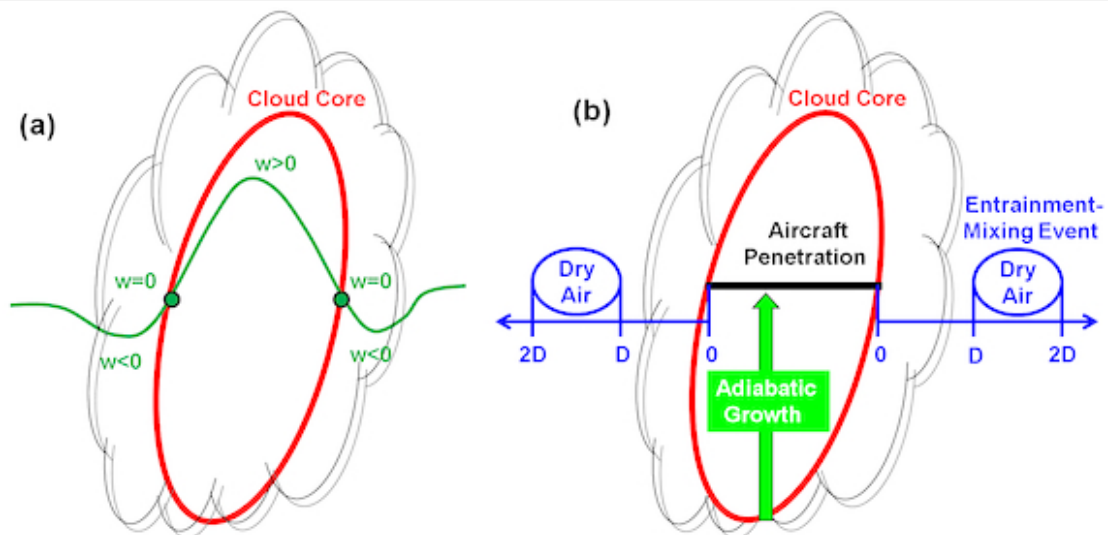 (a)
Cloud Core
w>0
w=0
w=0
w<0
w<0
(b)
Cloud Core
Entrainment-
Mixing Event
Aircraft
Penetration
Dry
Air
Dry
Air
2D
D
0
0
D
2D
Adiabatic
Growth